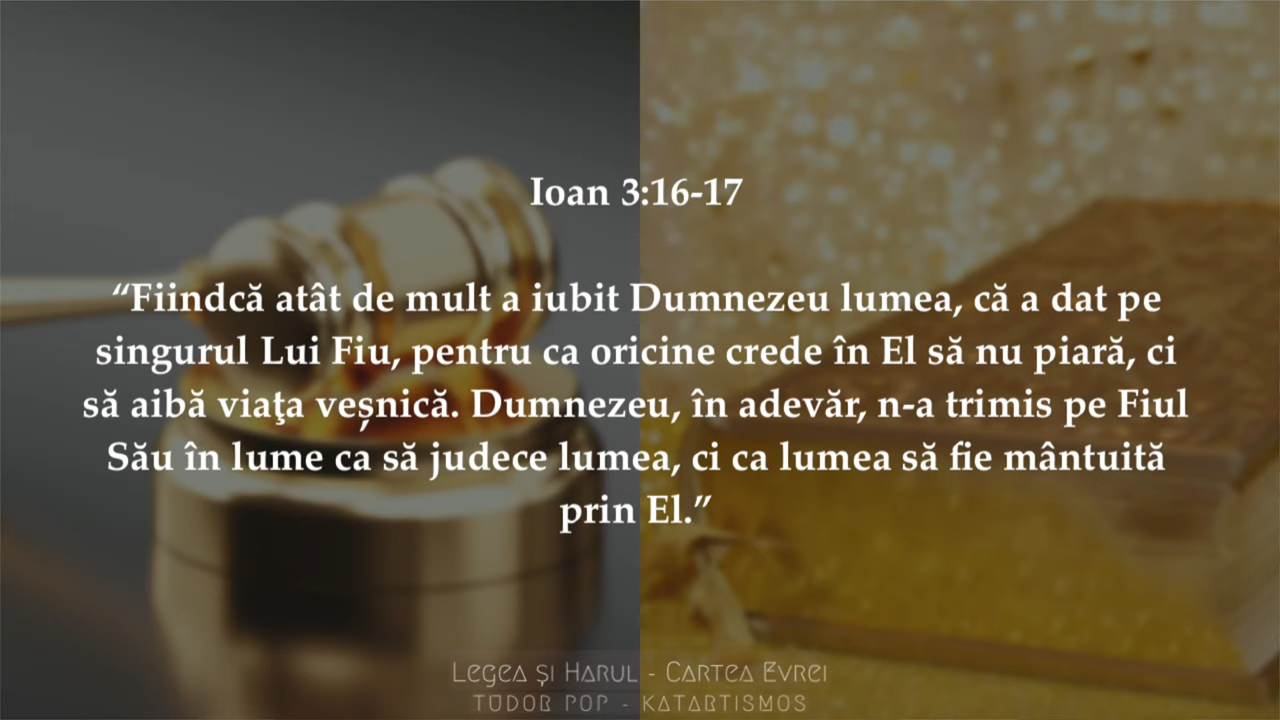 Ioan 3:16-17
“Fiindcă atât de mult a iubit Dumnezeu lumea, că a dat pe
singurul Lui Fiu, pentru ca oricine crede în El să nu piară, ci
să aibă viaţa veșnică. Dumnezeu, în adevăr, n-a trimis pe Fiul
Său în lume ca să judece lumea, ci ca lumea să fie mântuită
prin El.”
Legea și Harul - Cartea Evrei
TUDOR POP - KATARTISMOS